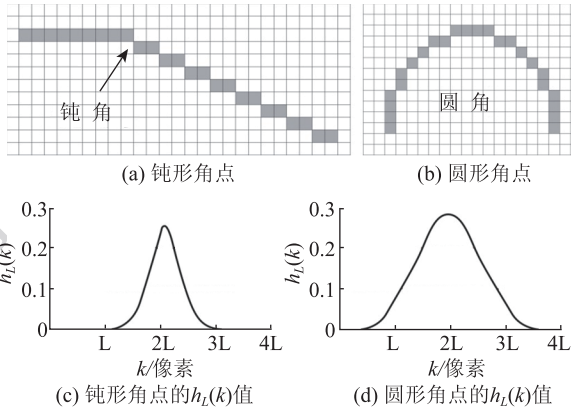 钝 角
圆 角
(a) 钝形角点
(b) 圆形角点
0.3
0.2
0.1
0
h_L(k)
L 2L 3L 4L
k/像素
0.3
0.2
0.1
0
h_L(k)
L 2L 3L 4L
k/像素
(c) 钝形角点的h_L(k)值
(d) 圆形角点的h_L(k)值